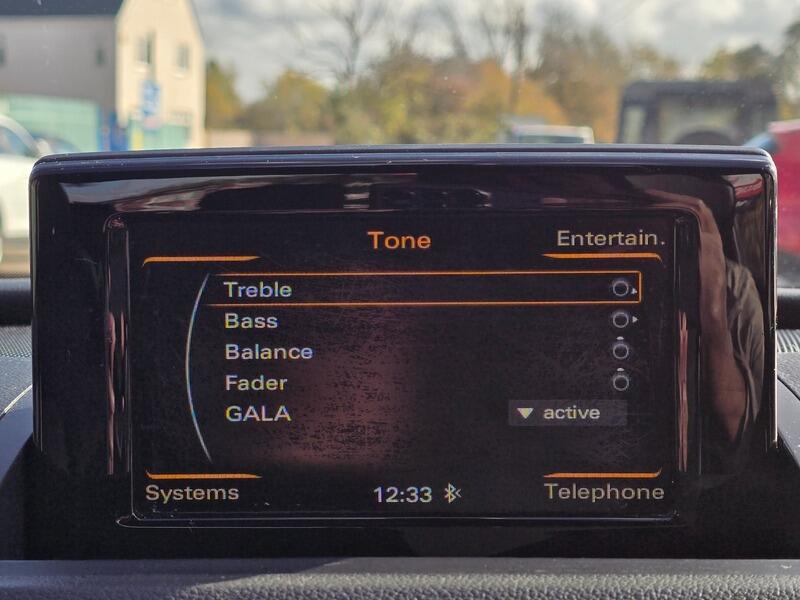 Tone
Entertain.
Treble
Bass
Balance
Fader
GALA
active
Systems
12:33
Telephone